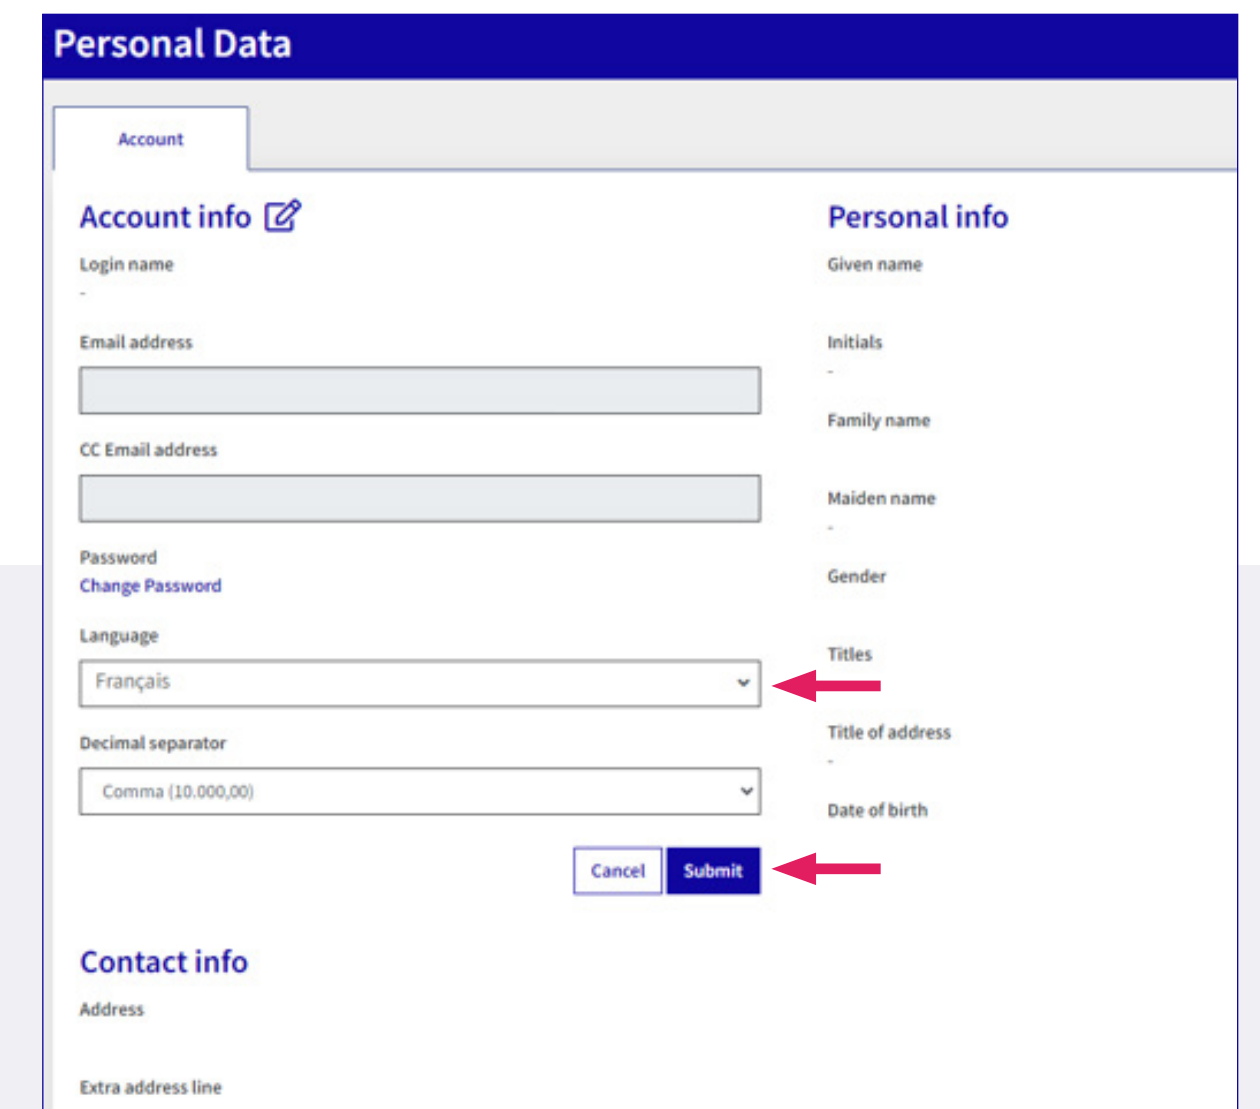 Personal Data
Account
Account info
Login name
-
Email address
CC Email address
Password
Change Password
Language
Français
Decimal separator
Comma (10.000,00)
Cancel
Submit
Contact info
Address
Extra address line
Personal info
Given name
Initials
-
Family name
Maiden name
-
Gender
Titles
Title of address
-
Date of birth